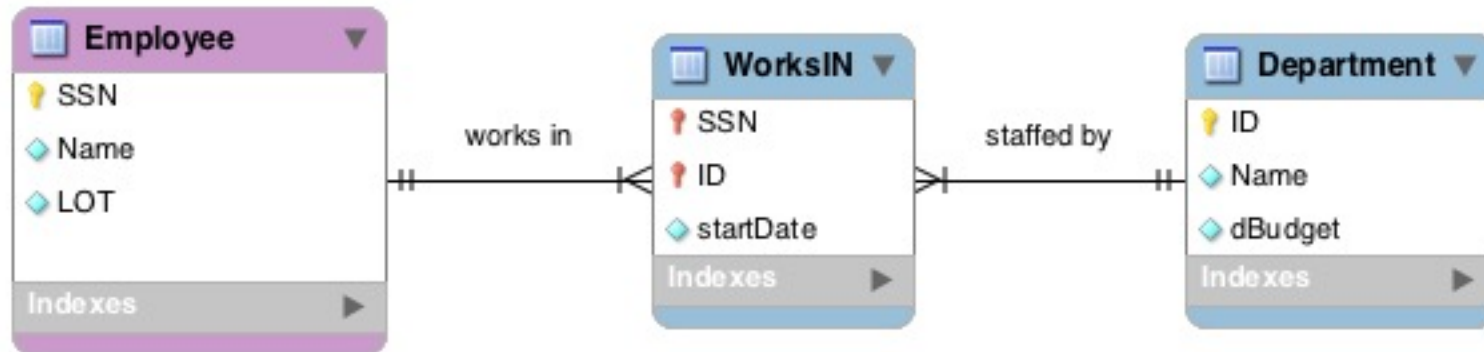 Employee
SSN
Name
LOT
Indexes
works in
WorksIN
SSN
ID
startDate
Indexes
staffed by
Department
ID
Name
dBudget
Indexes